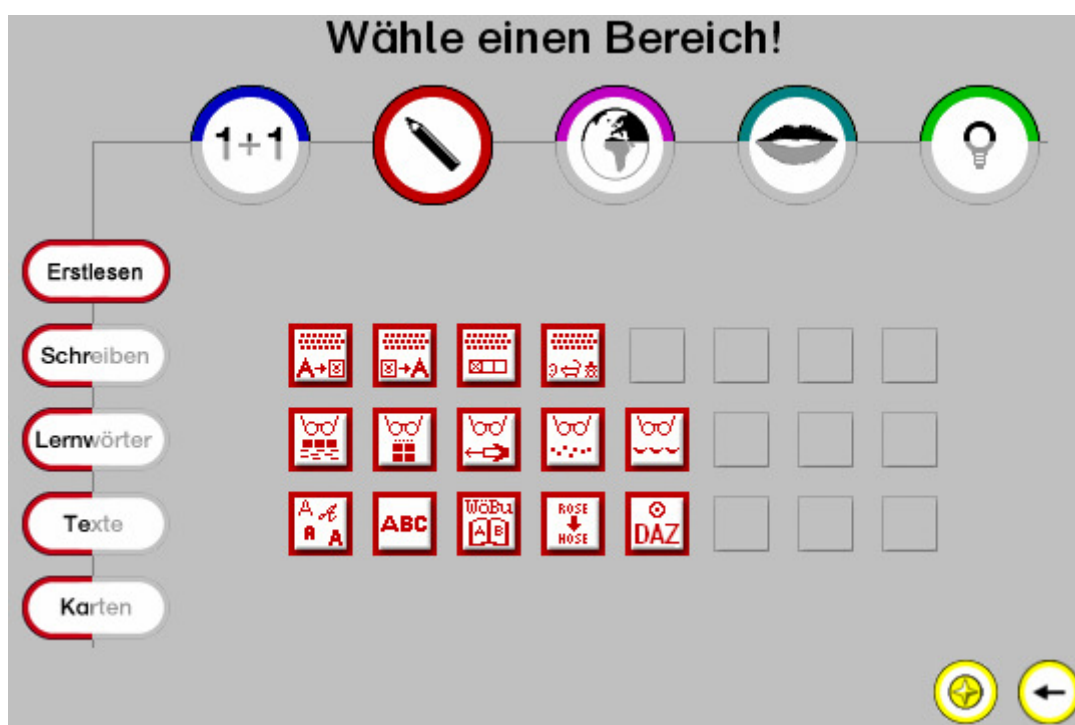 Wähle einen Bereich!
1+1
Erstlesen
Schreiben
A→ →A
Lernwörter
A A A A ABC WöBu A B ROSE HOSE DAZ
Texte
Karten